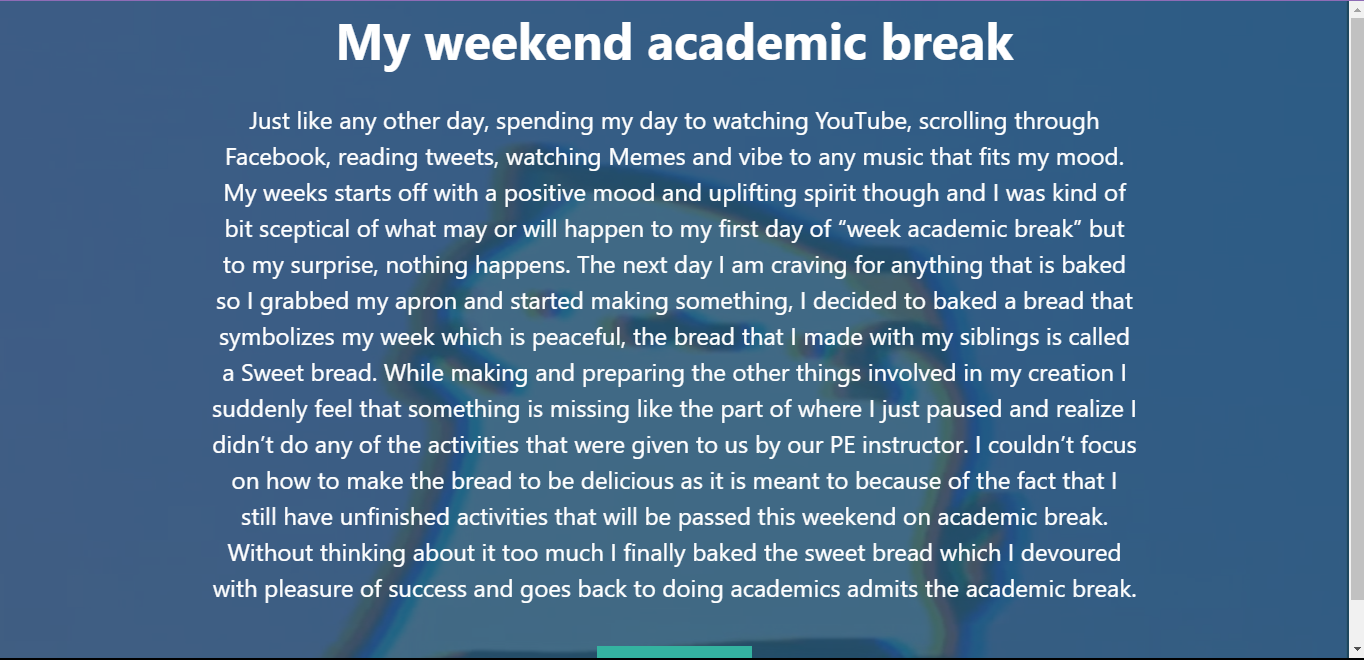 My weekend academic break
Just like any other day, spending my day to watching YouTube, scrolling through
Facebook, reading tweets, watching Memes and vibe to any music that fits my mood.
My weeks starts off with a positive mood and uplifting spirit though and I was kind of
bit sceptical of what may or will happen to my first day of “week academic break” but
to my surprise, nothing happens. The next day I am craving for anything that is baked
so I grabbed my apron and started making something, I decided to baked a bread that
symbolizes my week which is peaceful, the bread that I made with my siblings is called
a Sweet bread. While making and preparing the other things involved in my creation I
suddenly feel that something is missing like the part of where I just paused and realize I
didn’t do any of the activities that were given to us by our PE instructor. I couldn’t focus
on how to make the bread to be delicious as it is meant to because of the fact that I
still have unfinished activities that will be passed this weekend on academic break.
Without thinking about it too much I finally baked the sweet bread which I devoured
with pleasure of success and goes back to doing academics admits the academic break.